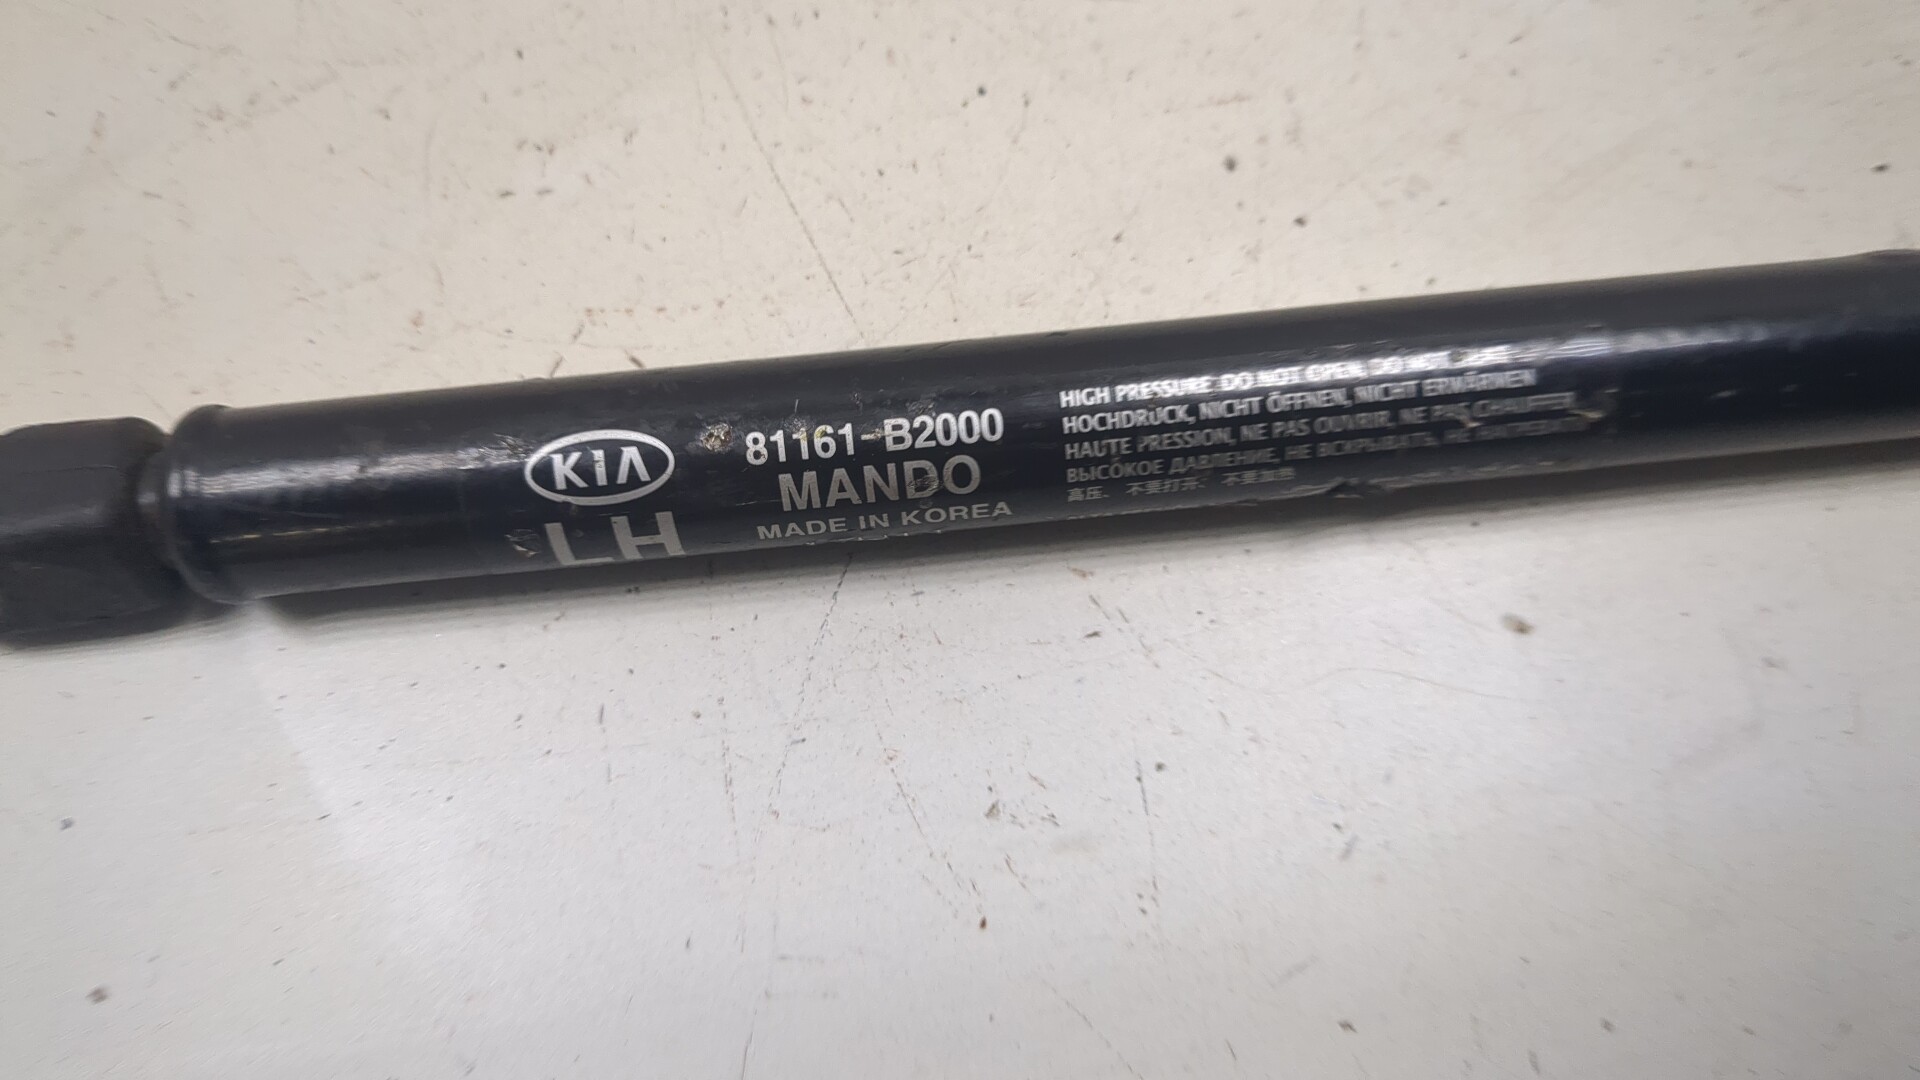 KIA
LH
81161-B2000
MANDO
MADE IN KOREA
HIGH PRESSURE DO NOT OPEN, DO NOT
HOCHDRUCK, NICHT ÖFFNEN, NICHT ERWÄRMEN
HAUTE PRESSION, NE PAS OUVRIR, NE PAS CHAUFFER
ВЫСОКОЕ ДАВЛЕНИЕ, НЕ ВСКРЫВАТЬ, НЕ
高压、 不要打开、 不要加热